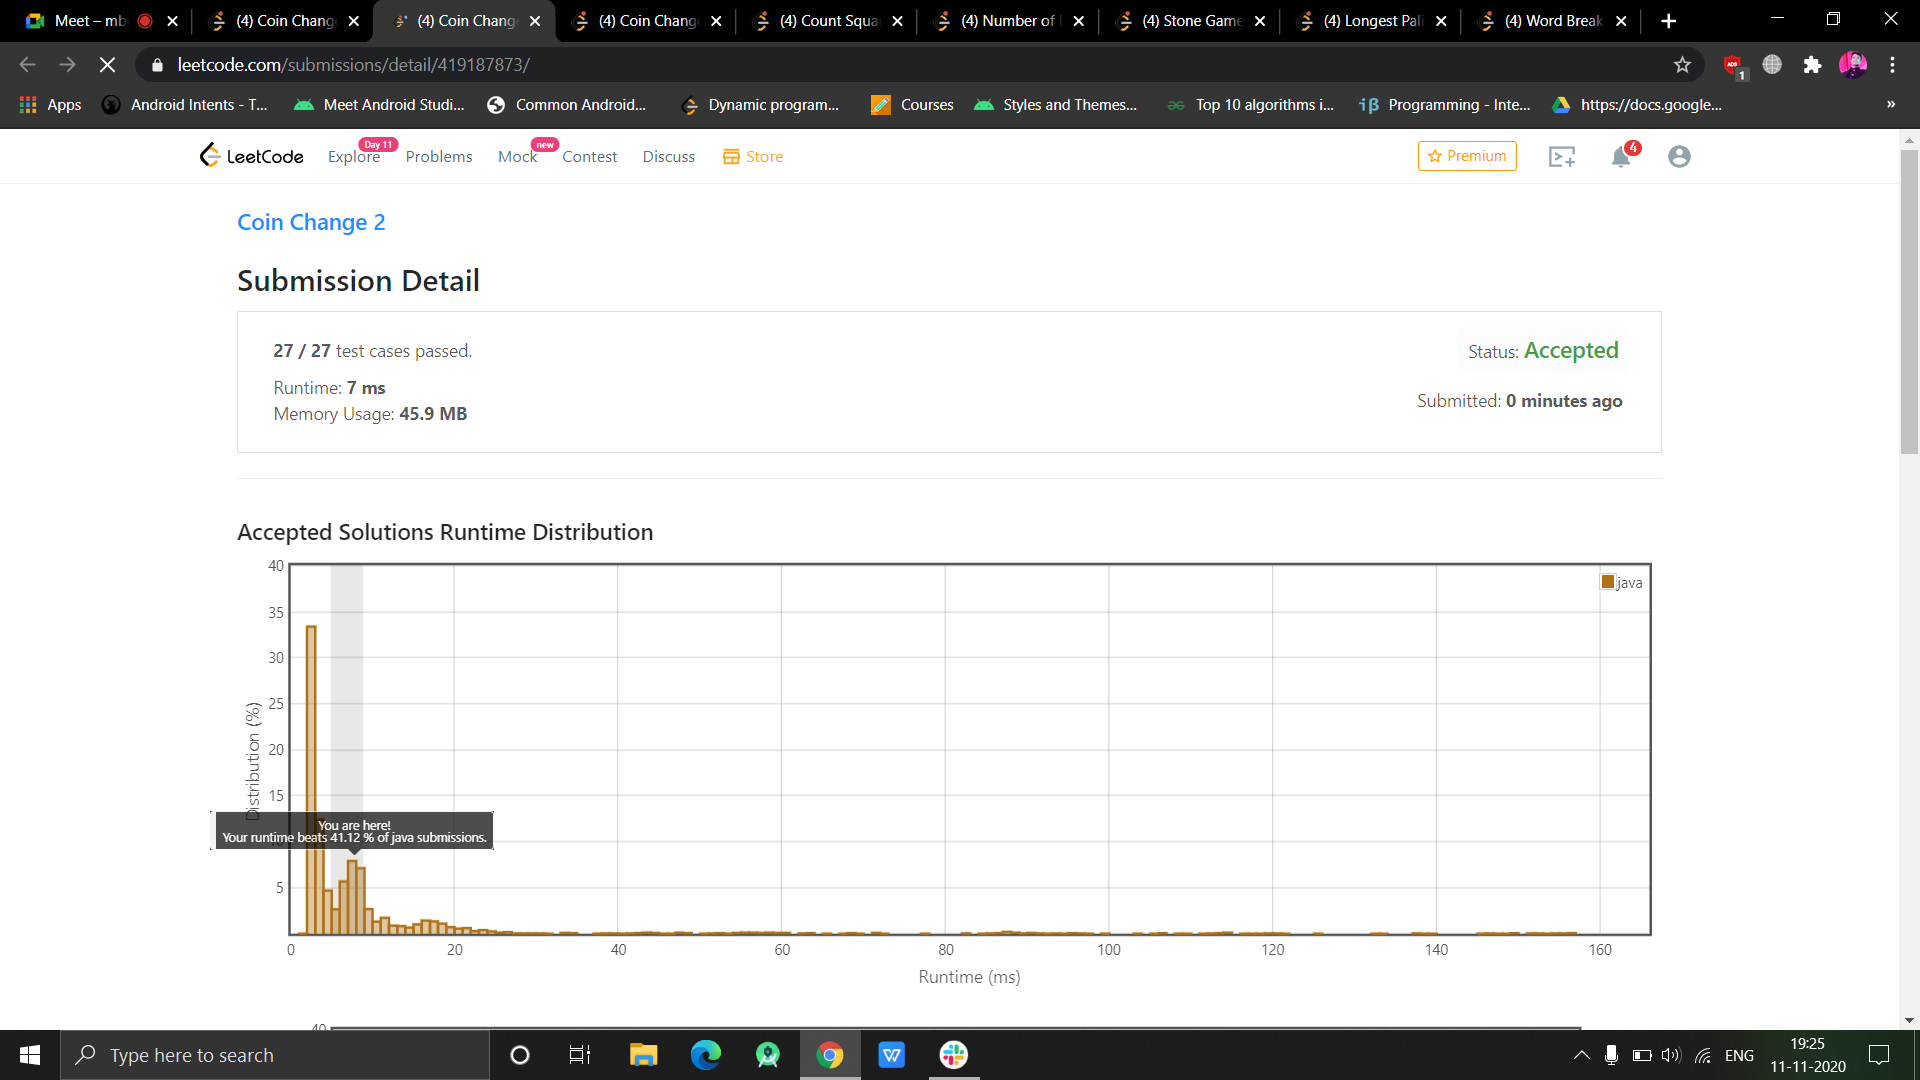 Meet – mb
(4) Coin Chang
(4) Coin Chang
(4) Coin Chang
(4) Count Squa
(4) Number of
(4) Stone Game
(4) Longest Pali
(4) Word Break
leetcode.com/submissions/detail/419187873/
ADS
1
Apps
Android Intents - T...
Meet Android Studi...
Common Android...
Dynamic program...
Courses
Styles and Themes...
Top 10 algorithms i...
Programming - Inte...
https://docs.google...
»
LeetCode
Explore
Day 11
Problems
Mock
new
Contest
Discuss
Store
Premium
4
Coin Change 2
Submission Detail
27 / 27 test cases passed.
Status: Accepted
Runtime: 7 ms
Memory Usage: 45.9 MB
Submitted: 0 minutes ago
Accepted Solutions Runtime Distribution
java
40
35
30
25
20
15
5
Distribution (%)
You are here!
Your runtime beats 41.12 % of java submissions.
0
20
40
60
80
100
120
140
160
Runtime (ms)
40
Type here to search
ENG
19:25
11-11-2020